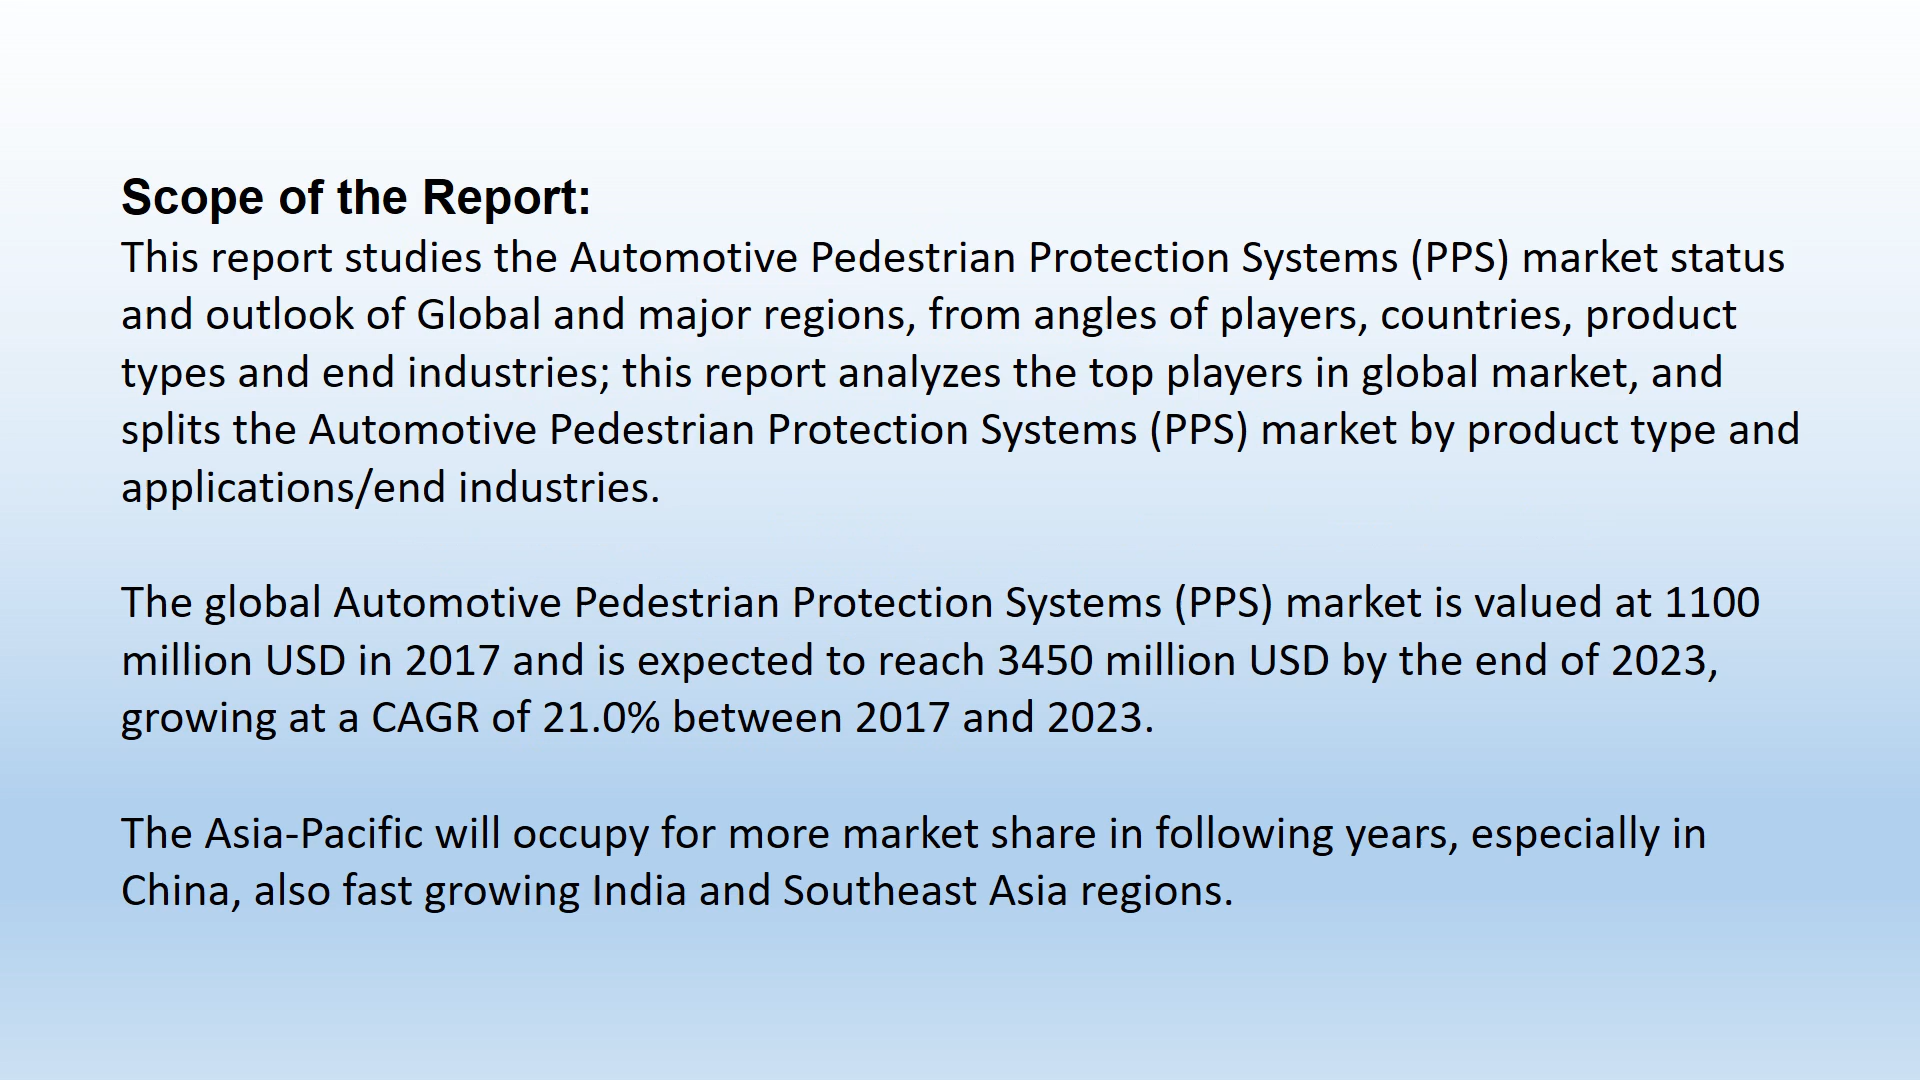 Scope of the Report:
This report studies the Automotive Pedestrian Protection Systems (PPS) market status
and outlook of Global and major regions, from angles of players, countries, product
types and end industries; this report analyzes the top players in global market, and
splits the Automotive Pedestrian Protection Systems (PPS) market by product type and
applications/end industries.
The global Automotive Pedestrian Protection Systems (PPS) market is valued at 1100
million USD in 2017 and is expected to reach 3450 million USD by the end of 2023,
growing at a CAGR of 21.0% between 2017 and 2023.
The Asia-Pacific will occupy for more market share in following years, especially in
China, also fast growing India and Southeast Asia regions.